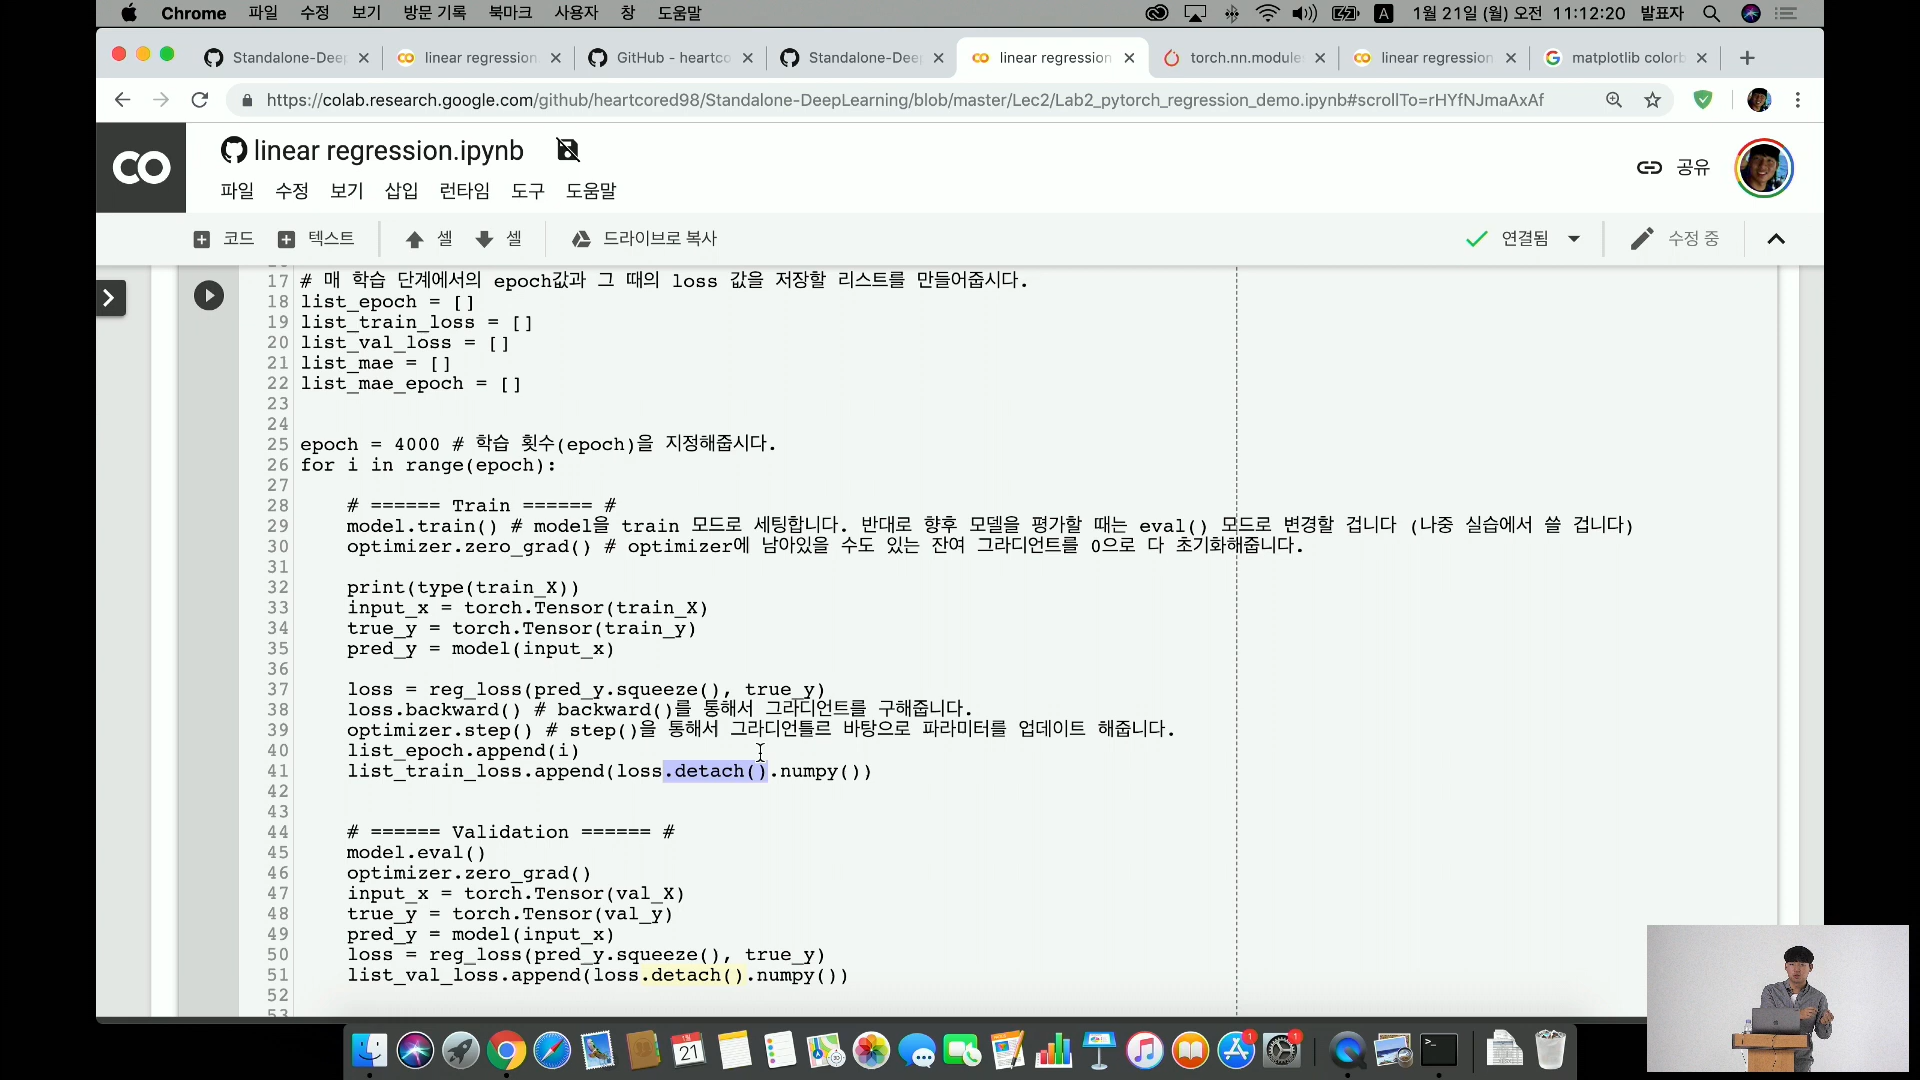 Chrome 파일 수정 보기 방문 기록 북마크 사용자 창 도움말 A 1월 21일 (월) 오전 11:12:20 발표자
Standalone-Deep linear regression. GitHub - heartco Standalone-Deep linear regression torch.nn.module linear regression matplotlib colorb
https://colab.research.google.com/github/heartcored98/Standalone-DeepLearning/blob/master/Lec2/Lab2_pytorch_regression_demo.ipynb#scrollTo=rHYfNJmaAxAf
CO linear regression.ipynb
공유
파일 수정 보기 삽입 런타임 도구 도움말
코드 텍스트 셀 셀 드라이브로 복사 연결됨 수정 중
17 # 매 학습 단계에서의 epoch값과 그 때의 loss 값을 저장할 리스트를 만들어줍시다.
18 list_epoch = []
19 list_train_loss = []
20 list_val_loss = []
21 list_mae = []
22 list_mae_epoch = []
23
24
25 epoch = 4000 # 학습 횟수(epoch)을 지정해줍시다.
26 for i in range(epoch):
27
28 # ====== Train ====== #
29 model.train() # model을 train 모드로 세팅합니다. 반대로 향후 모델을 평가할 때는 eval() 모드로 변경할 겁니다 (나중 실습에서 쓸 겁니다)
30 optimizer.zero_grad() # optimizer에 남아있을 수도 있는 잔여 그라디언트를 0으로 다 초기화해줍니다.
31
32 print(type(train_X))
33 input_x = torch.Tensor(train_X)
34 true_y = torch.Tensor(train_y)
35 pred_y = model(input_x)
36
37 loss = reg_loss(pred_y.squeeze(), true_y)
38 loss.backward() # backward()를 통해서 그라디언트를 구해줍니다.
39 optimizer.step() # step()을 통해서 그라디언틀르 바탕으로 파라미터를 업데이트 해줍니다.
40 list_epoch.append(i)
41 list_train_loss.append(loss.detach().numpy())
42
43
44 # ====== Validation ====== #
45 model.eval()
46 optimizer.zero_grad()
47 input_x = torch.Tensor(val_X)
48 true_y = torch.Tensor(val_y)
49 pred_y = model(input_x)
50 loss = reg_loss(pred_y.squeeze(), true_y)
51 list_val_loss.append(loss.detach().numpy())
52
53
21 1 1